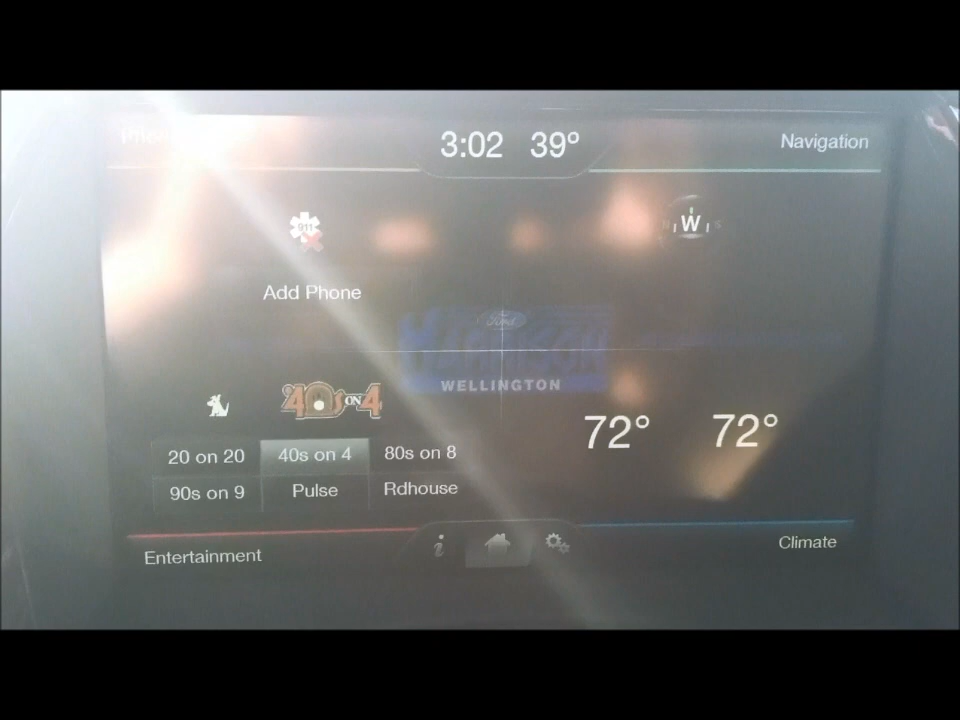 3:02 39°
Navigation
911
W
Add Phone
Ford
WELLINGTON
40s ON 4
72° 72°
20 on 20 40s on 4 80s on 8
90s on 9 Pulse Rdhouse
Entertainment
Climate